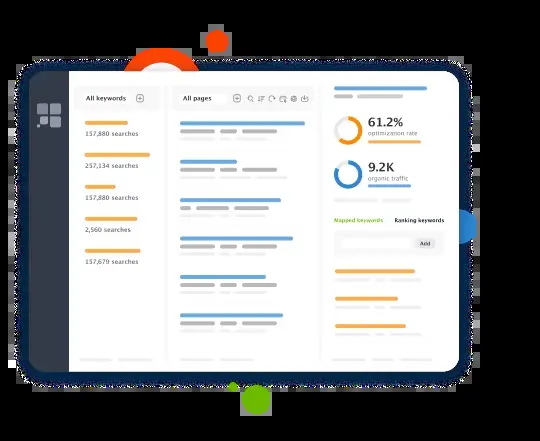 All keywords
157,880 searches
257,134 searches
157,880 searches
2,560 searches
157,679 searches
All pages
61.2%
optimization rate
9.2K
organic traffic
Mapped keywords
Ranking keywords
Add